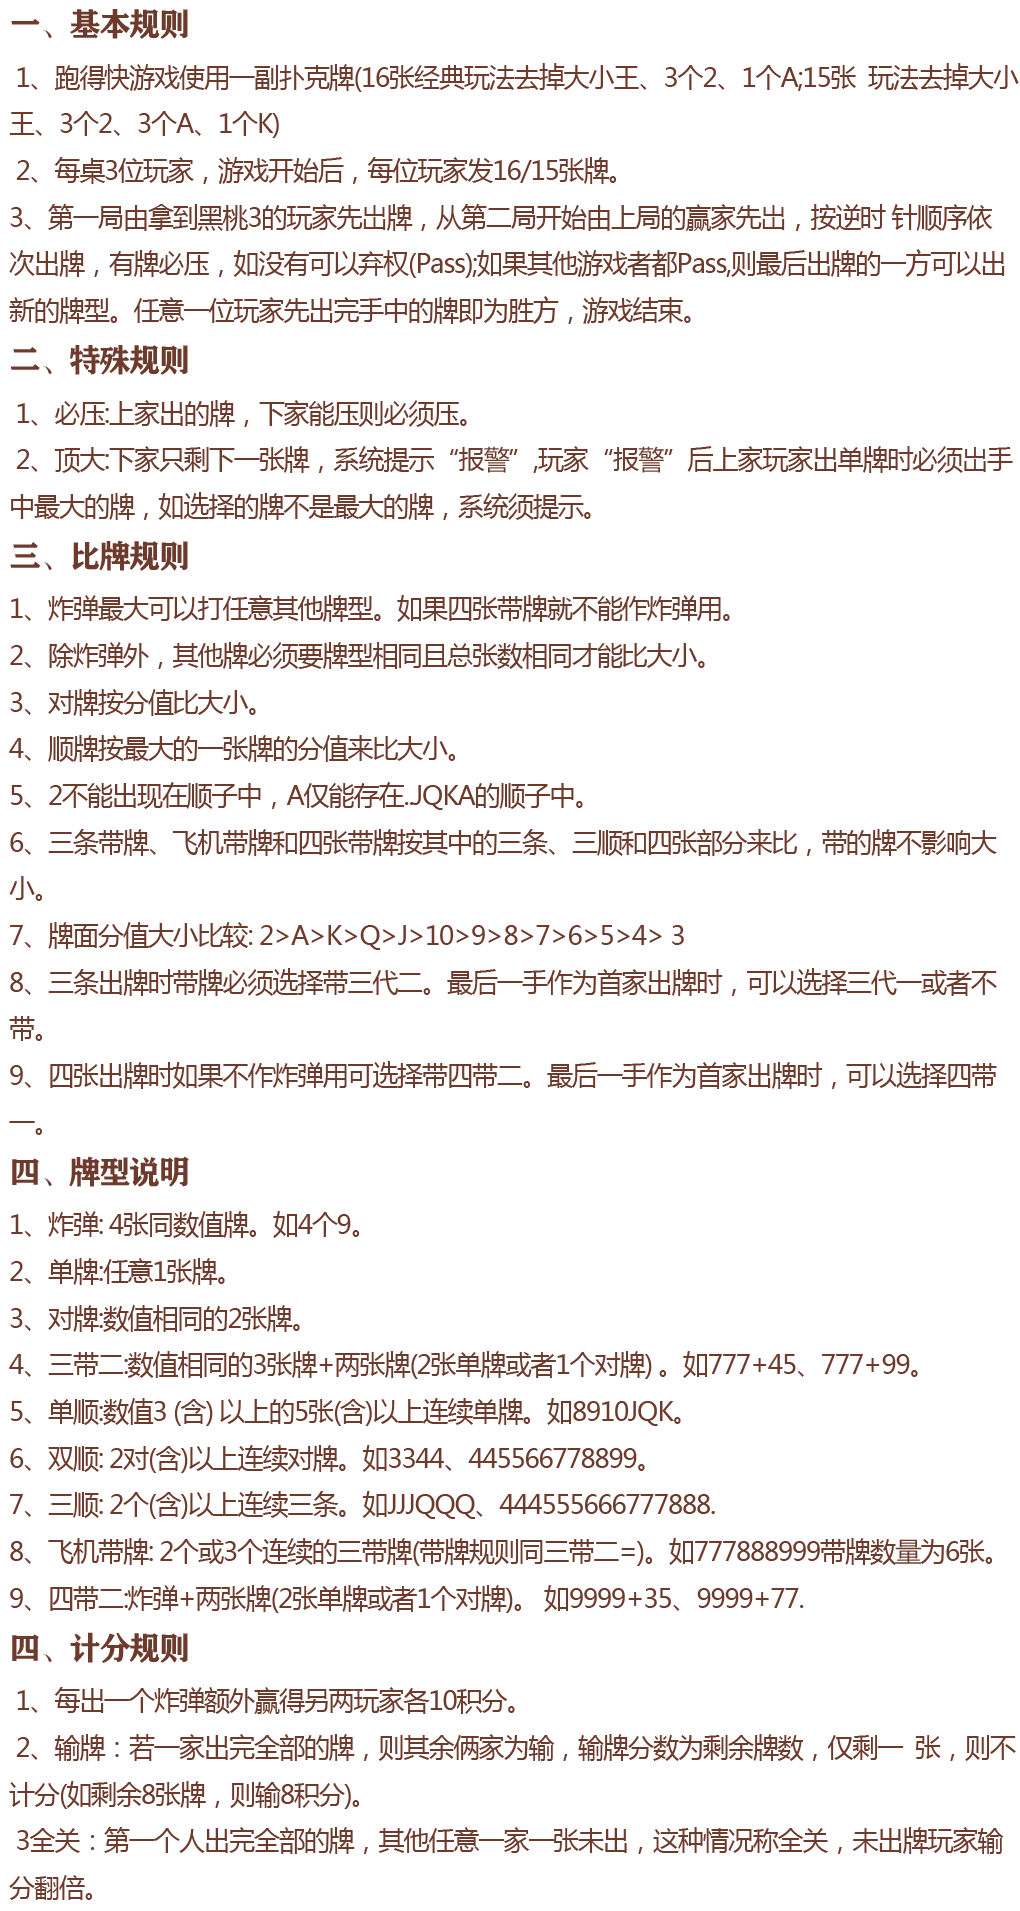 一、基本规则
1、跑得快游戏使用一副扑克牌(16张经典玩法去掉大小王、3个2、1个A;15张 玩法去掉大小
王、3个2、3个A、1个K)
2、每桌3位玩家，游戏开始后，每位玩家发16/15张牌。
3、第一局由拿到黑桃3的玩家先出牌，从第二局开始由上局的赢家先出，按逆时 针顺序依
次出牌，有牌必压，如没有可以弃权(Pass);如果其他游戏者都Pass,则最后出牌的一方可以出
新的牌型。任意一位玩家先出完手中的牌即为胜方，游戏结束。
二、特殊规则
1、必压:上家出的牌，下家能压则必须压。
2、顶大:下家只剩下一张牌，系统提示“报警”,玩家“报警”后上家玩家出单牌时必须出手
中最大的牌，如选择的牌不是最大的牌，系统须提示。
三、比牌规则
1、炸弹最大可以打任意其他牌型。如果四张带牌就不能作炸弹用。
2、除炸弹外，其他牌必须要牌型相同且总张数相同才能比大小。
3、对牌按分值比大小。
4、顺牌按最大的一张牌的分值来比大小。
5、2不能出现在顺子中，A仅能存在..JQKA的顺子中。
6、三条带牌、飞机带牌和四张带牌按其中的三条、三顺和四张部分来比，带的牌不影响大
小。
7、牌面分值大小比较: 2>A>K>Q>J>10>9>8>7>6>5>4> 3
8、三条出牌时带牌必须选择带三代二。最后一手作为首家出牌时，可以选择三代一或者不
带。
9、四张出牌时如果不作炸弹用可选择带四带二。最后一手作为首家出牌时，可以选择四带
一。
四、牌型说明
1、炸弹: 4张同数值牌。如4个9。
2、单牌:任意1张牌。
3、对牌:数值相同的2张牌。
4、三带二:数值相同的3张牌+两张牌(2张单牌或者1个对牌) 。如777+45、777+99。
5、单顺:数值3 (含) 以上的5张(含)以上连续单牌。如8910JQK。
6、双顺: 2对(含)以上连续对牌。如3344、445566778899。
7、三顺: 2个(含)以上连续三条。如JJJQQQ、444555666777888.
8、飞机带牌: 2个或3个连续的三带牌(带牌规则同三带二=)。如777888999带牌数量为6张。
9、四带二:炸弹+两张牌(2张单牌或者1个对牌)。 如9999+35、9999+77.
四、计分规则
1、每出一个炸弹额外赢得另两玩家各10积分。
2、输牌：若一家出完全部的牌，则其余俩家为输，输牌分数为剩余牌数，仅剩一 张，则不
计分(如剩余8张牌，则输8积分)。
3全关：第一个人出完全部的牌，其他任意一家一张未出，这种情况称全关，未出牌玩家输
分翻倍。